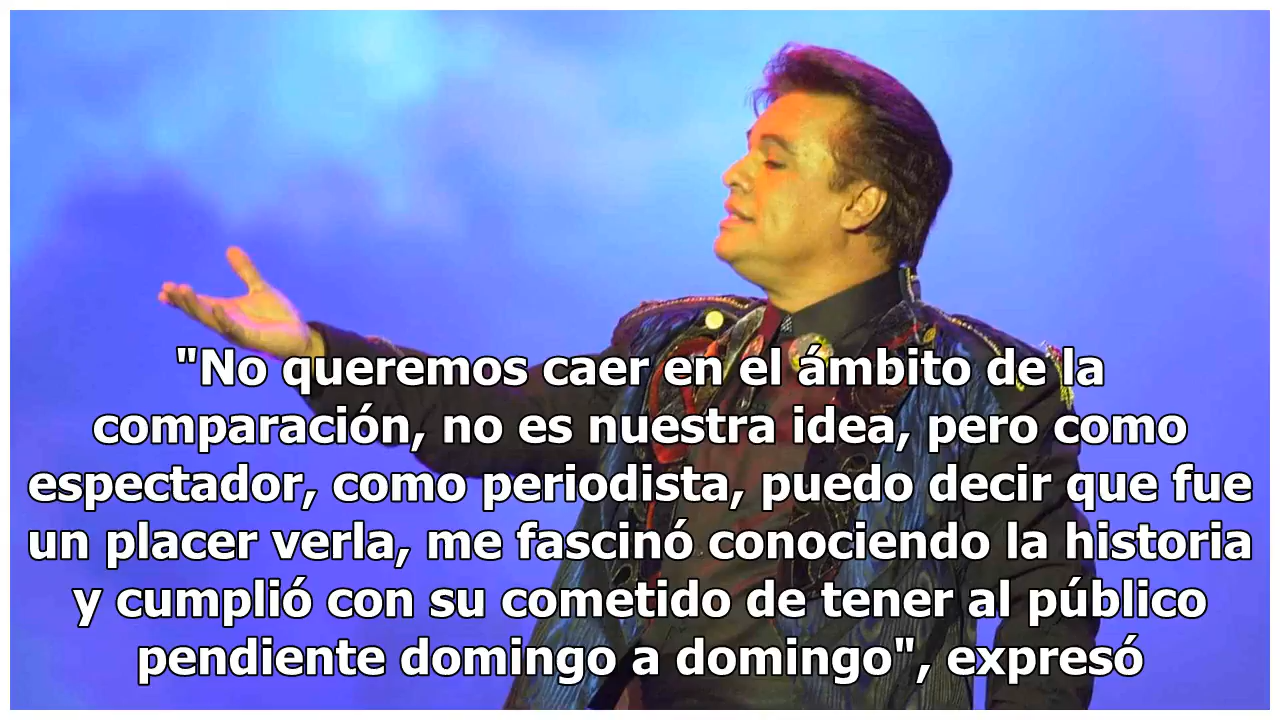 "No queremos caer en el ámbito de la
comparación, no es nuestra idea, pero como
espectador, como periodista, puedo decir que fue
un placer verla, me fascinó conociendo la historia
y cumplió con su cometido de tener al público
pendiente domingo a domingo", expresó